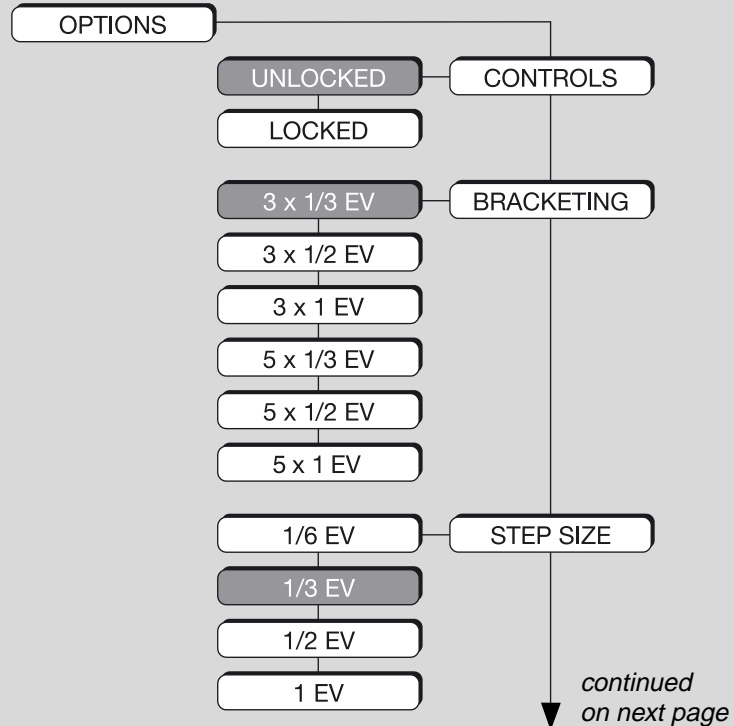 OPTIONS
UNLOCKED
CONTROLS
LOCKED
3 x 1/3 EV
BRACKETING
3 x 1/2 EV
3 x 1 EV
5 x 1/3 EV
5 x 1/2 EV
5 x 1 EV
1/6 EV
STEP SIZE
1/3 EV
1/2 EV
1 EV
continued
on next page